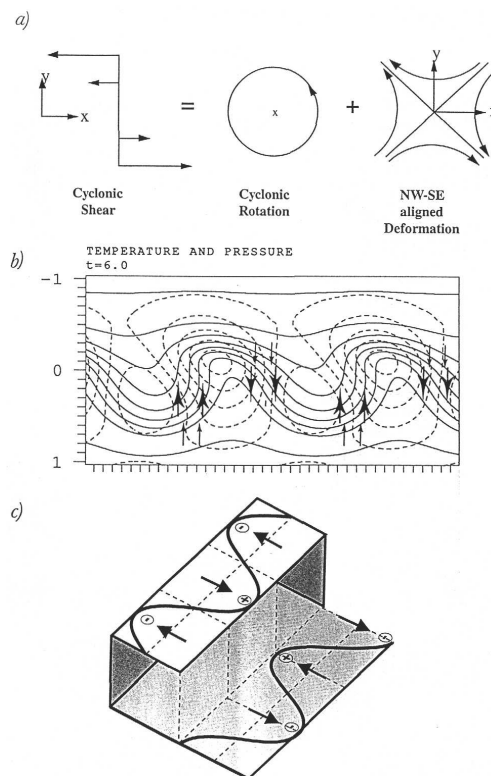 a)
y
x
=
x
+
y
Cyclonic
Shear
Cyclonic
Rotation
NW-SE
aligned
Deformation
b)
TEMPERATURE AND PRESSURE
t=6.0
-1
0
1
c)